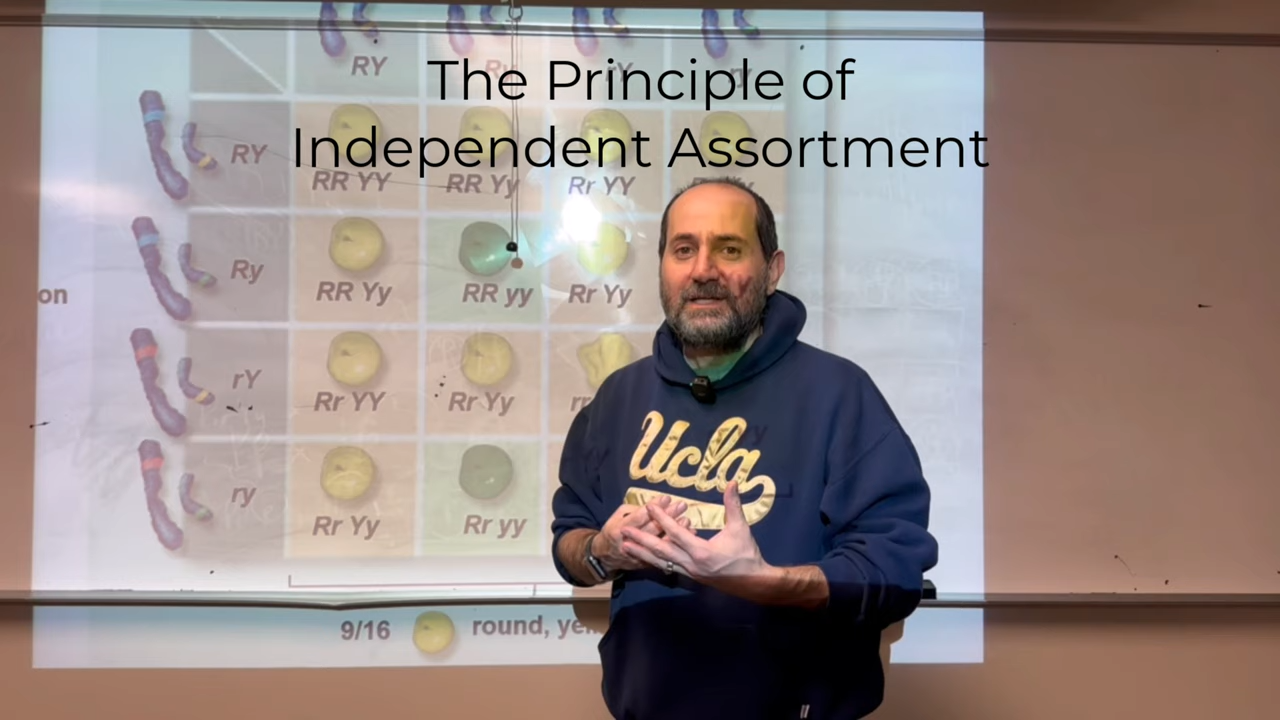 The Principle of
Independent Assortment
RY
RY
RR YY
RR Yy
Rr YY
Ry
RR Yy
RR yy
Rr Yy
on
rY
Rr YY
Rr Yy
ry
Rr Yy
Rr yy
Ucla
9/16
round,